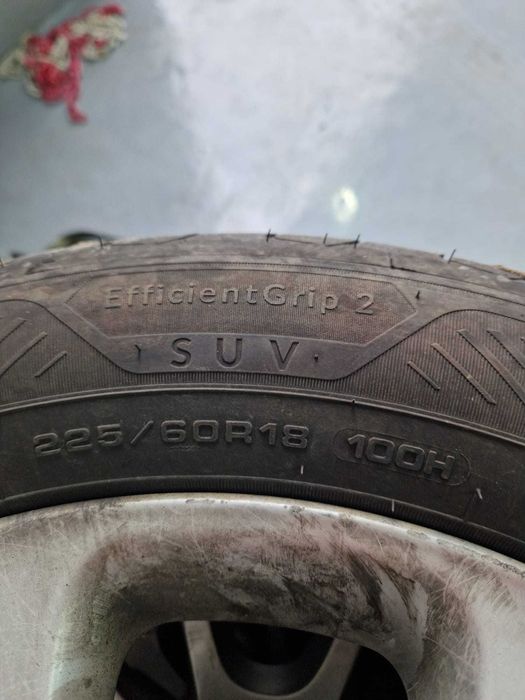 EfficientGrip 2
SUV
225/60R18 100H